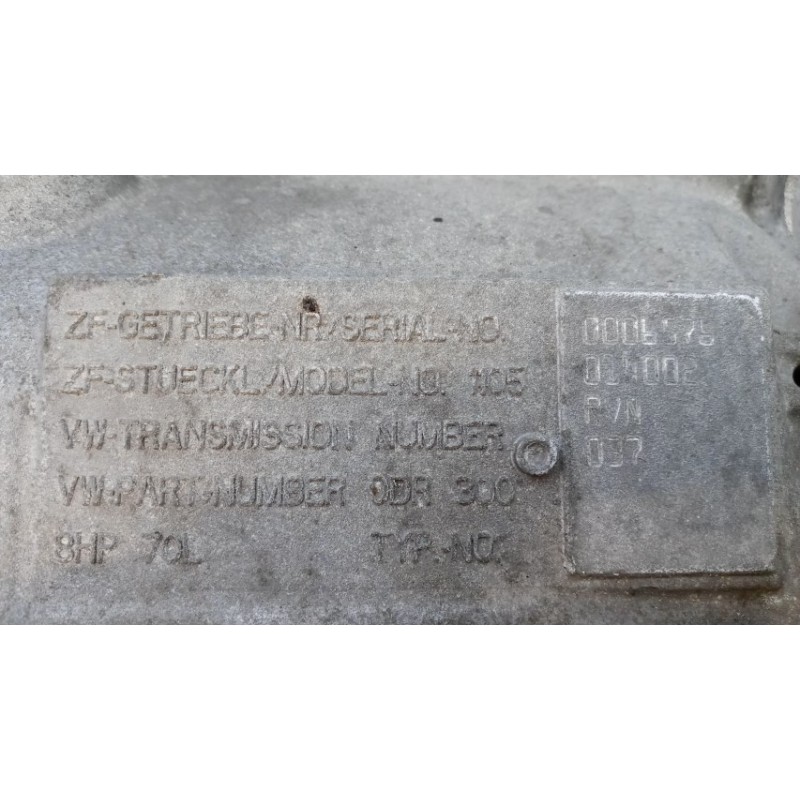 ZF-GETRIEBE-NR./SERIAL-NO.
ZF-STUECKL./MODEL-NO. 1105
VW-TRANSMISSION NUMBER
VW-PART-NUMBER 0DR 300
8HP 70L TYP.-NO.
P/N
037